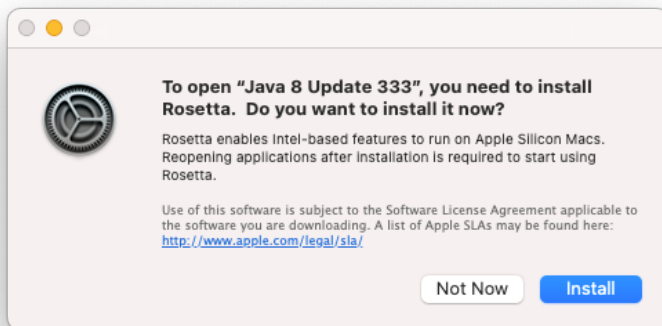 To open “Java 8 Update 333”, you need to install
Rosetta.  Do you want to install it now?
Rosetta enables Intel-based features to run on Apple Silicon Macs.
Reopening applications after installation is required to start using
Rosetta.
Use of this software is subject to the Software License Agreement applicable to
the software you are downloading. A list of Apple SLAs may be found here:
http://www.apple.com/legal/sla/
Not Now
Install